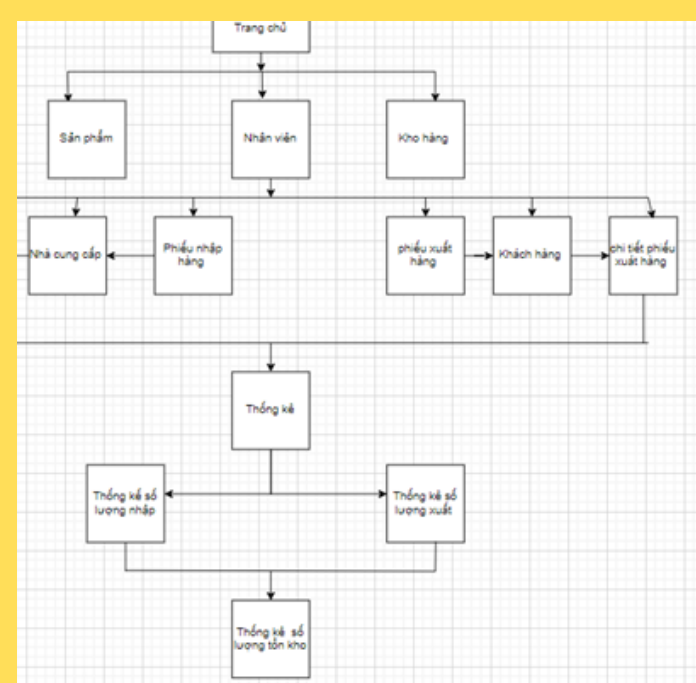 Trang chủ
Sản phẩm
Nhân viên
Kho hàng
Nhà cung cấp
Phiếu nhập
hàng
phiếu xuất
hàng
Khách hàng
chi tiết phiếu
xuất hàng
Thống kê
Thống kế số
lượng nhập
Thống kê số
lượng xuất
Thống kê số
lượng tồn kho